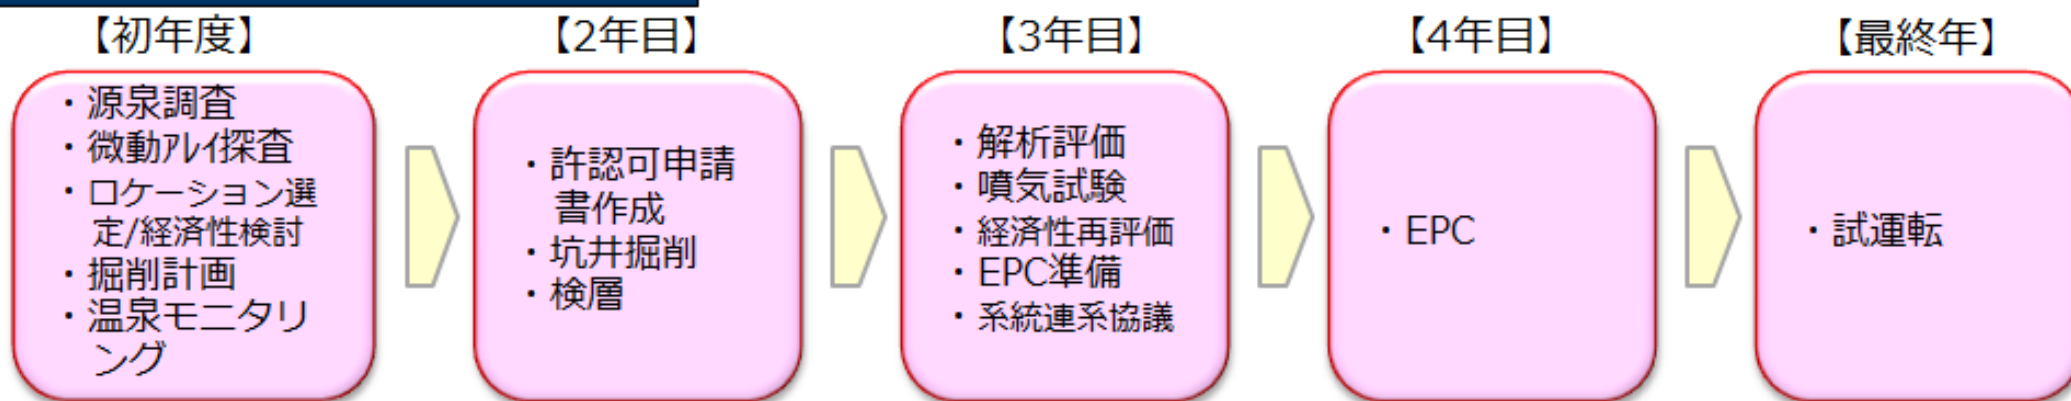 【初年度】
・源泉調査
・微動ｱﾚｲ探査
・ロケーション選
定/経済性検討
・掘削計画
・温泉モニタリ
ング
【2年目】
・許認可申請
書作成
・坑井掘削
・検層
【3年目】
・解析評価
・噴気試験
・経済性再評価
・EPC準備
・系統連系協議
【4年目】
・EPC
【最終年】
・試運転